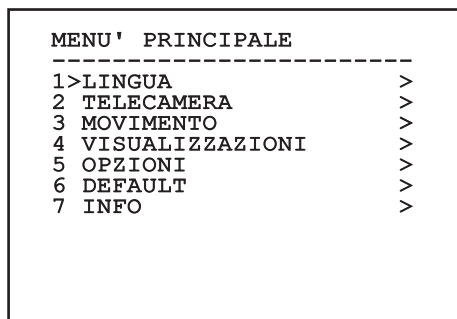 MENU' PRINCIPALE
------------------------
1>LINGUA >
2 TELECAMERA >
3 MOVIMENTO >
4 VISUALIZZAZIONI >
5 OPZIONI >
6 DEFAULT >
7 INFO >